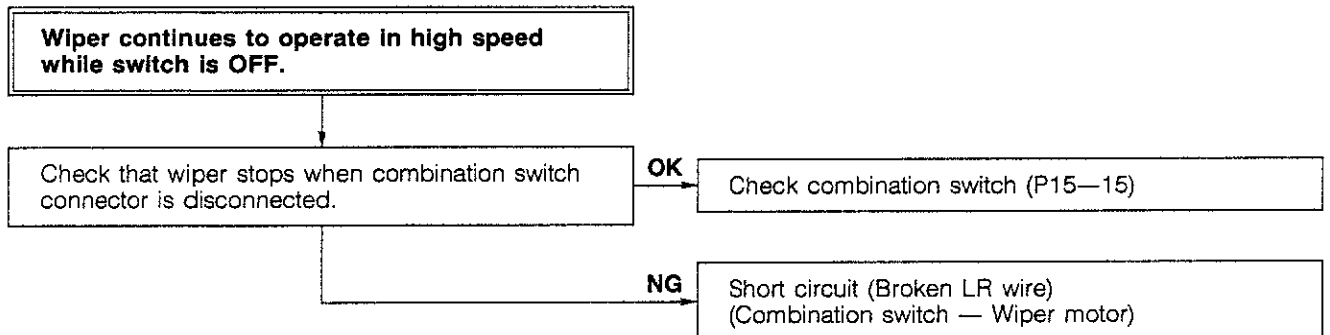 Wiper continues to operate in high speed
while switch is OFF.
Check that wiper stops when combination switch
connector is disconnected.
OK
Check combination switch (P15—15)
NG
Short circuit (Broken LR wire)
(Combination switch — Wiper motor)